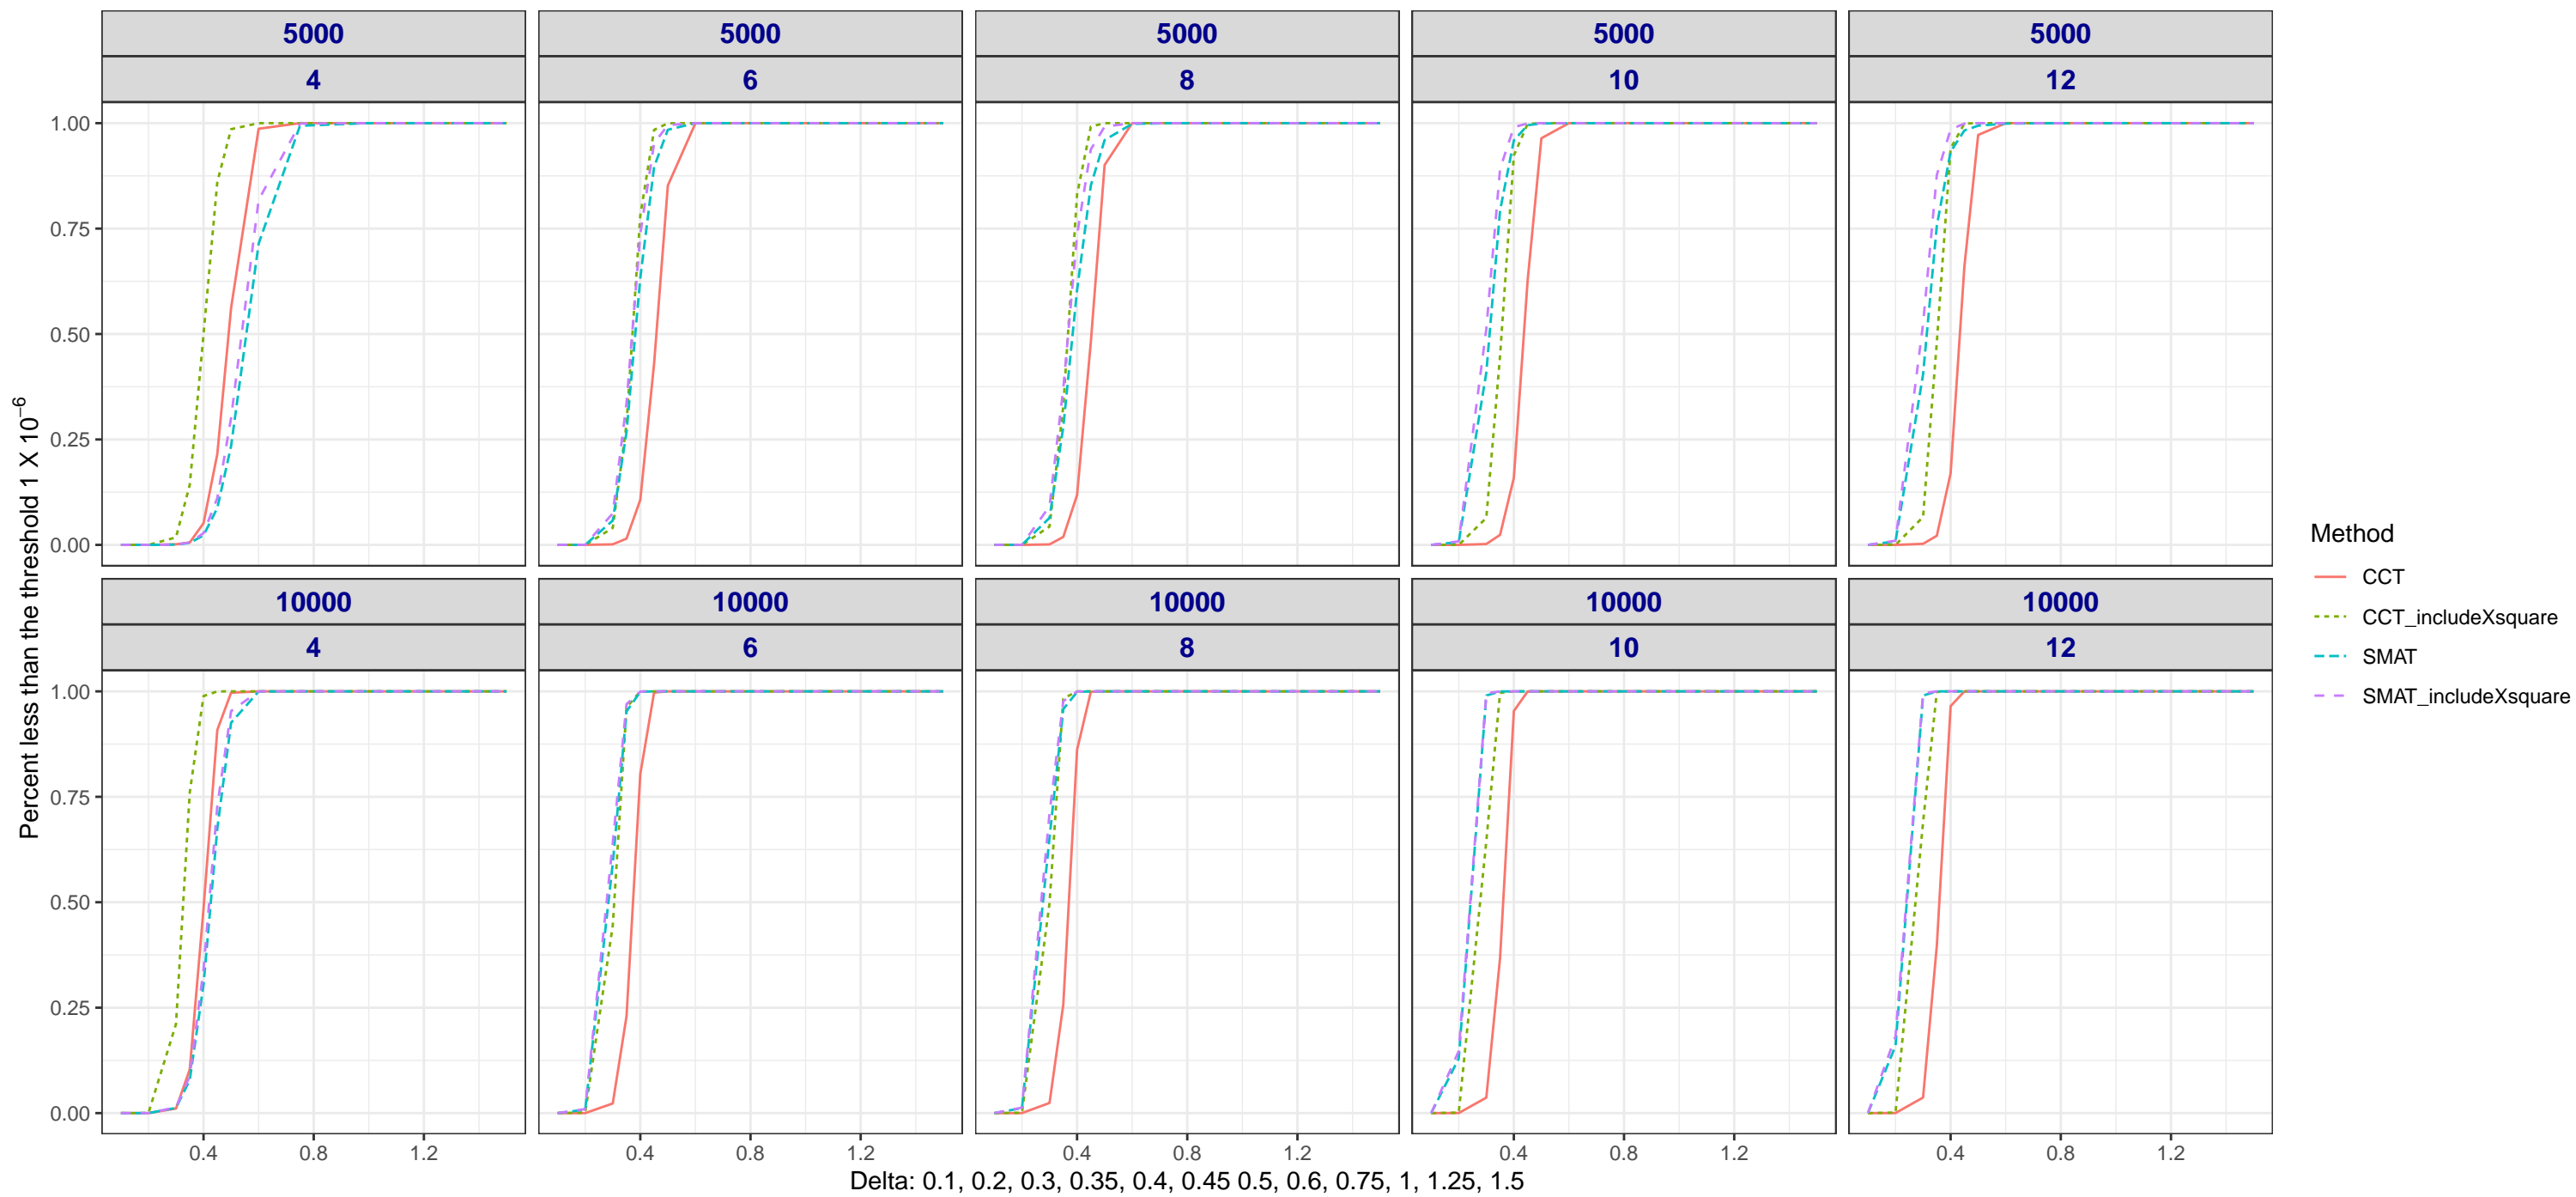 5000 5000 5000 5000 5000
4 6 8 10 12
1.00
0.75
0.50
0.25
0.00
Percent less than the threshold 1 X 10⁻⁶
10000 10000 10000 10000 10000
4 6 8 10 12
1.00
0.75
0.50
0.25
0.00
0.4 0.8 1.2 0.4 0.8 1.2 0.4 0.8 1.2 0.4 0.8 1.2 0.4 0.8 1.2
Delta: 0.1, 0.2, 0.3, 0.35, 0.4, 0.45 0.5, 0.6, 0.75, 1, 1.25, 1.5
Method
CCT
CCT_includeXsquare
SMAT
SMAT_includeXsquare